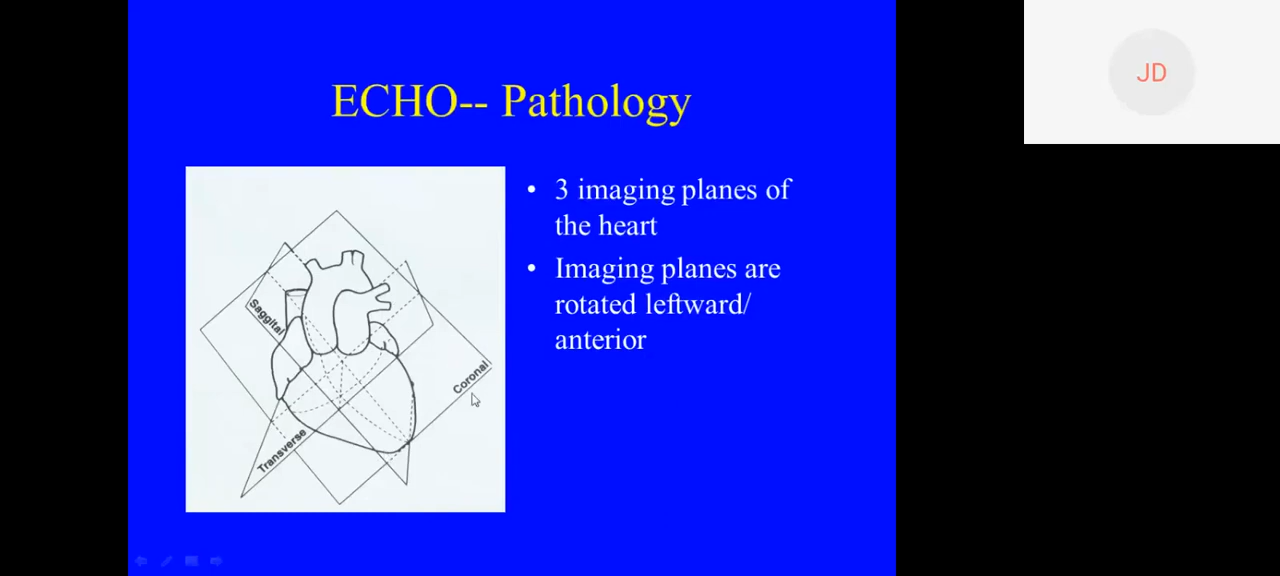 JD
ECHO-- Pathology
• 3 imaging planes of
the heart
• Imaging planes are
rotated leftward/
anterior
Saggital
Coronal
Transverse